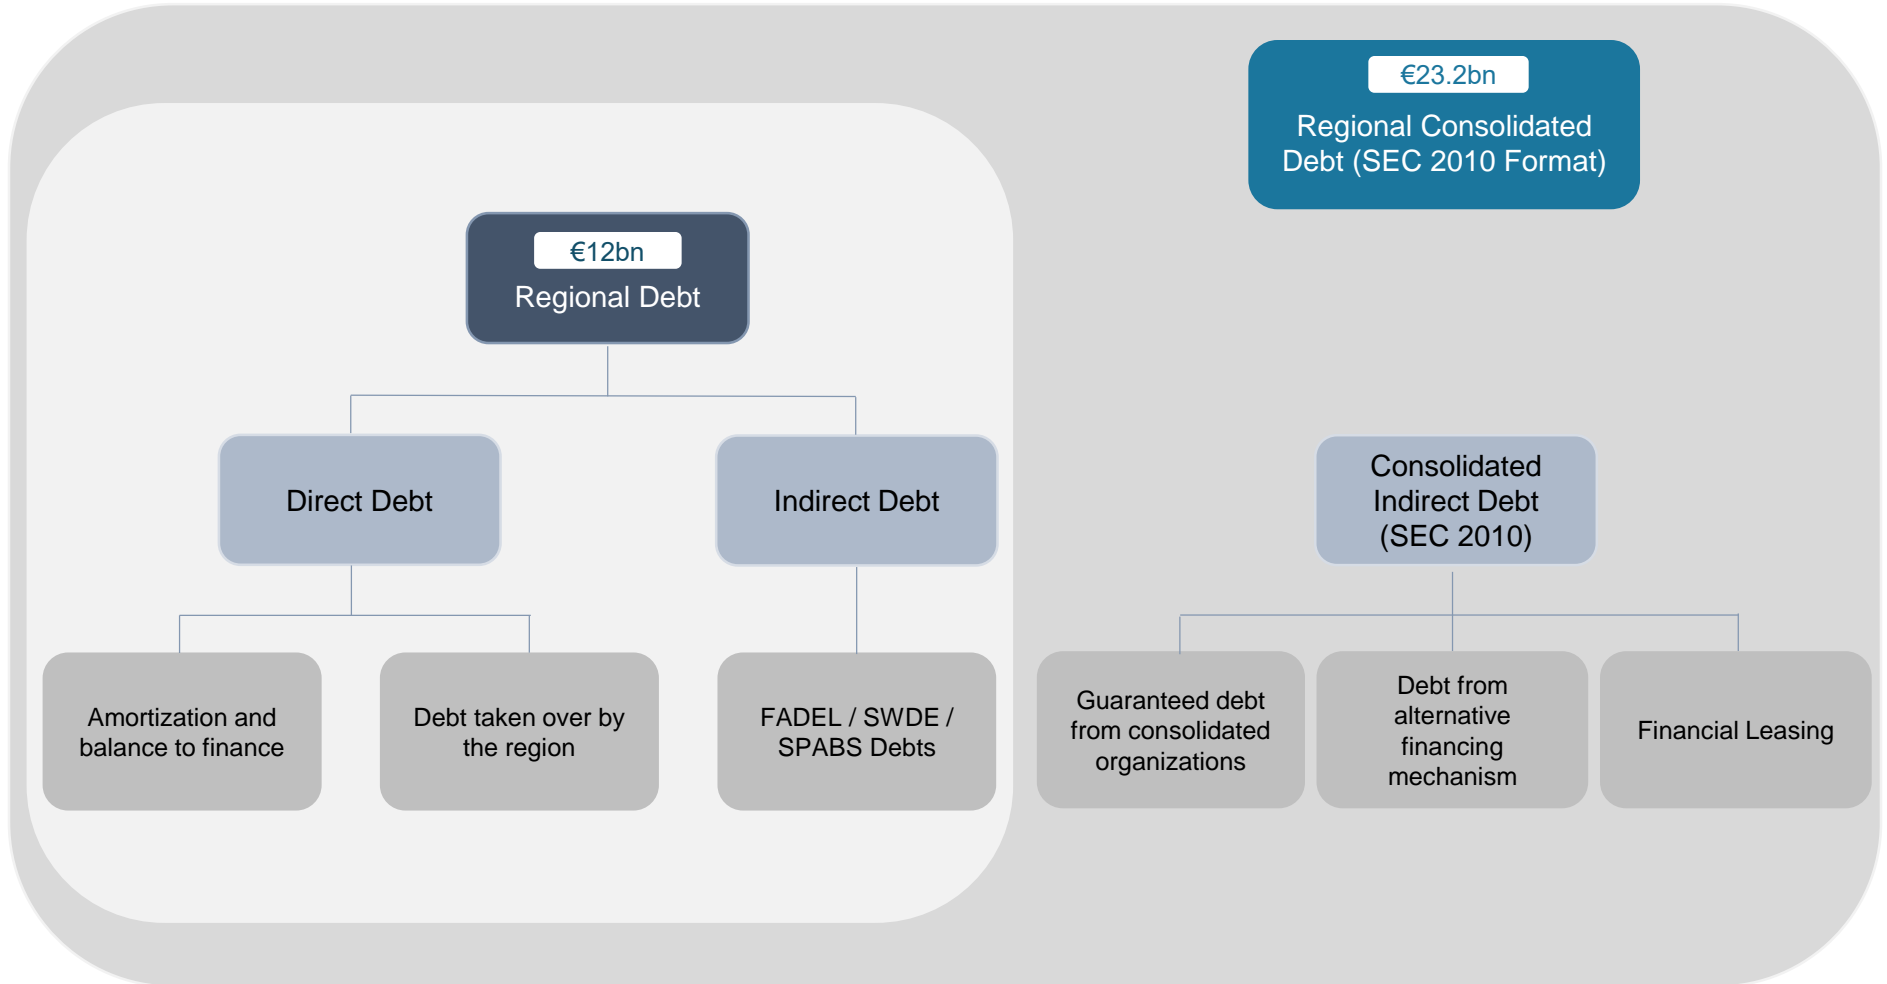 €23.2bn
Regional Consolidated
Debt (SEC 2010 Format)
€12bn
Regional Debt
Direct Debt
Indirect Debt
Consolidated
Indirect Debt
(SEC 2010)
Amortization and
balance to finance
Debt taken over by
the region
FADEL / SWDE /
SPABS Debts
Guaranteed debt
from consolidated
organizations
Debt from
alternative
financing
mechanism
Financial Leasing